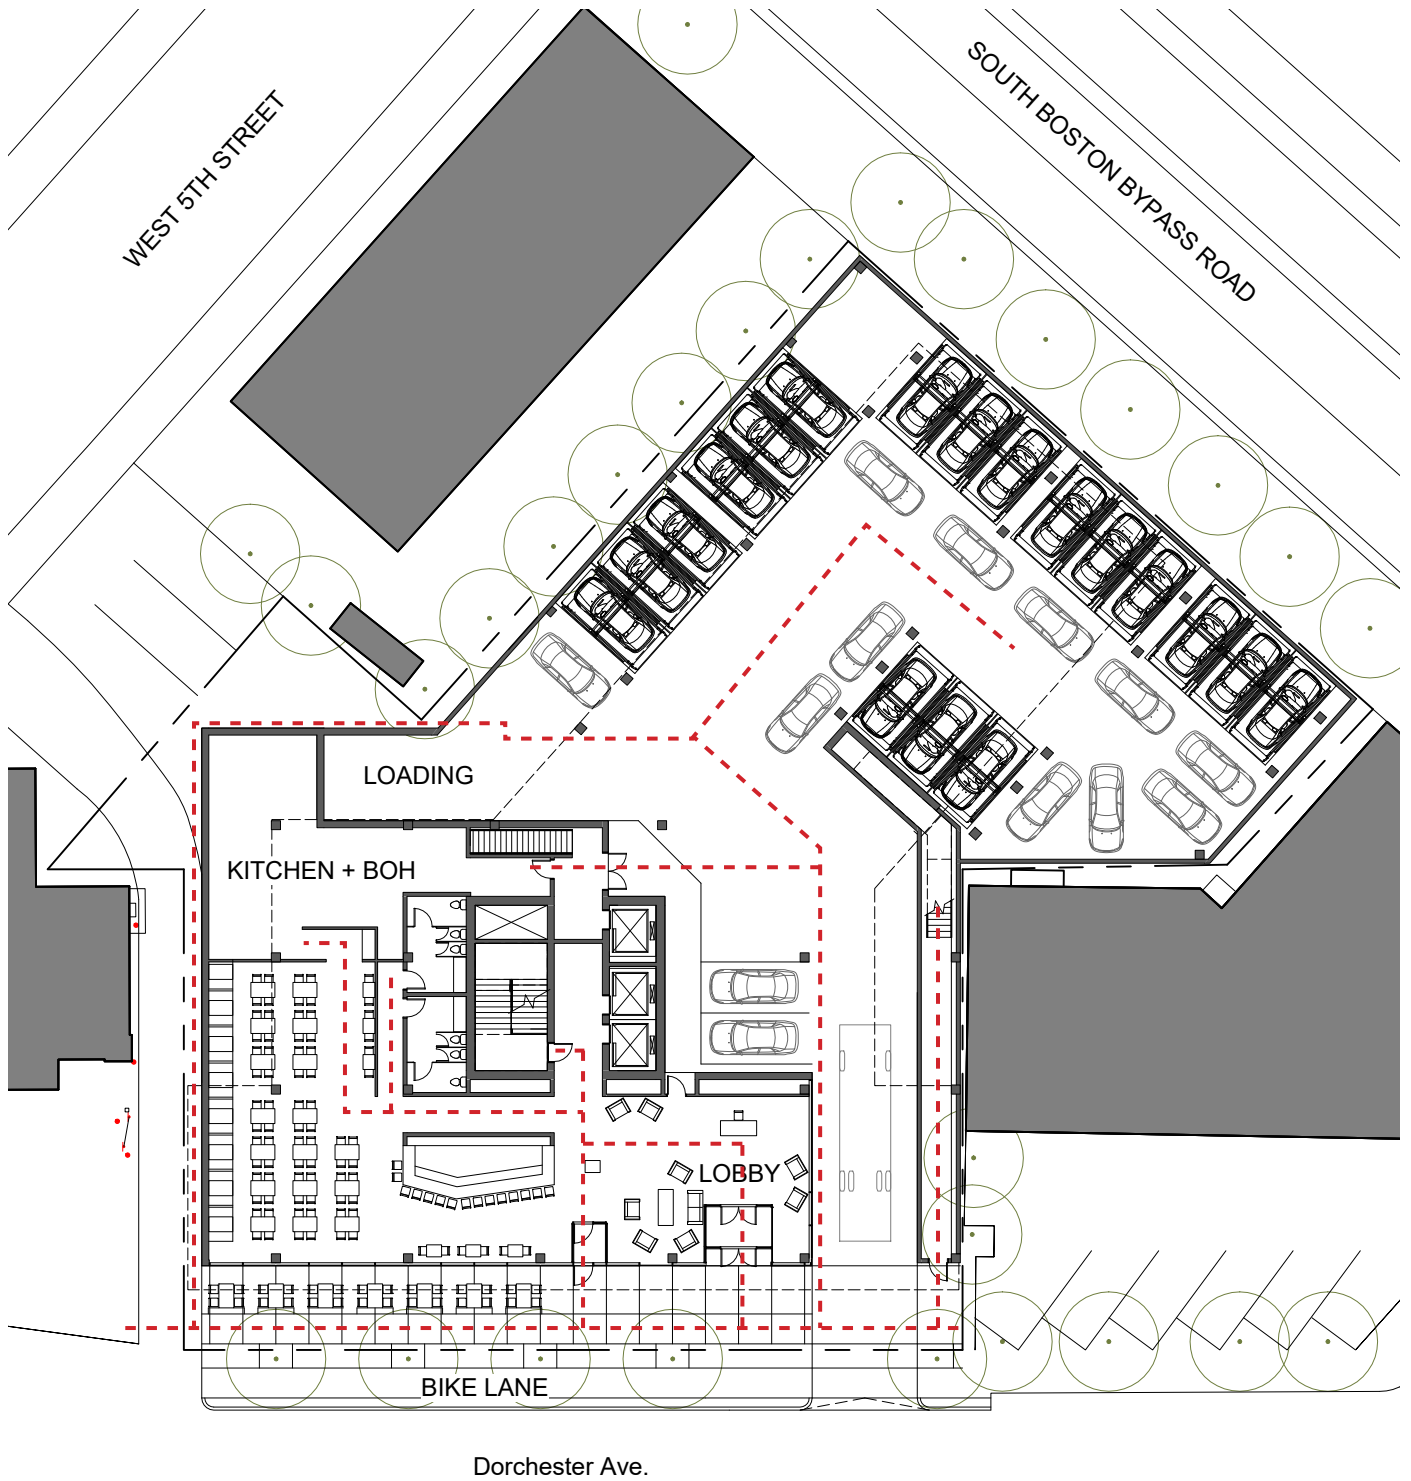 SOUTH BOSTON BYPASS ROAD
WEST 5TH STREET
LOADING
KITCHEN + BOH
LOBBY
BIKE LANE
Dorchester Ave.